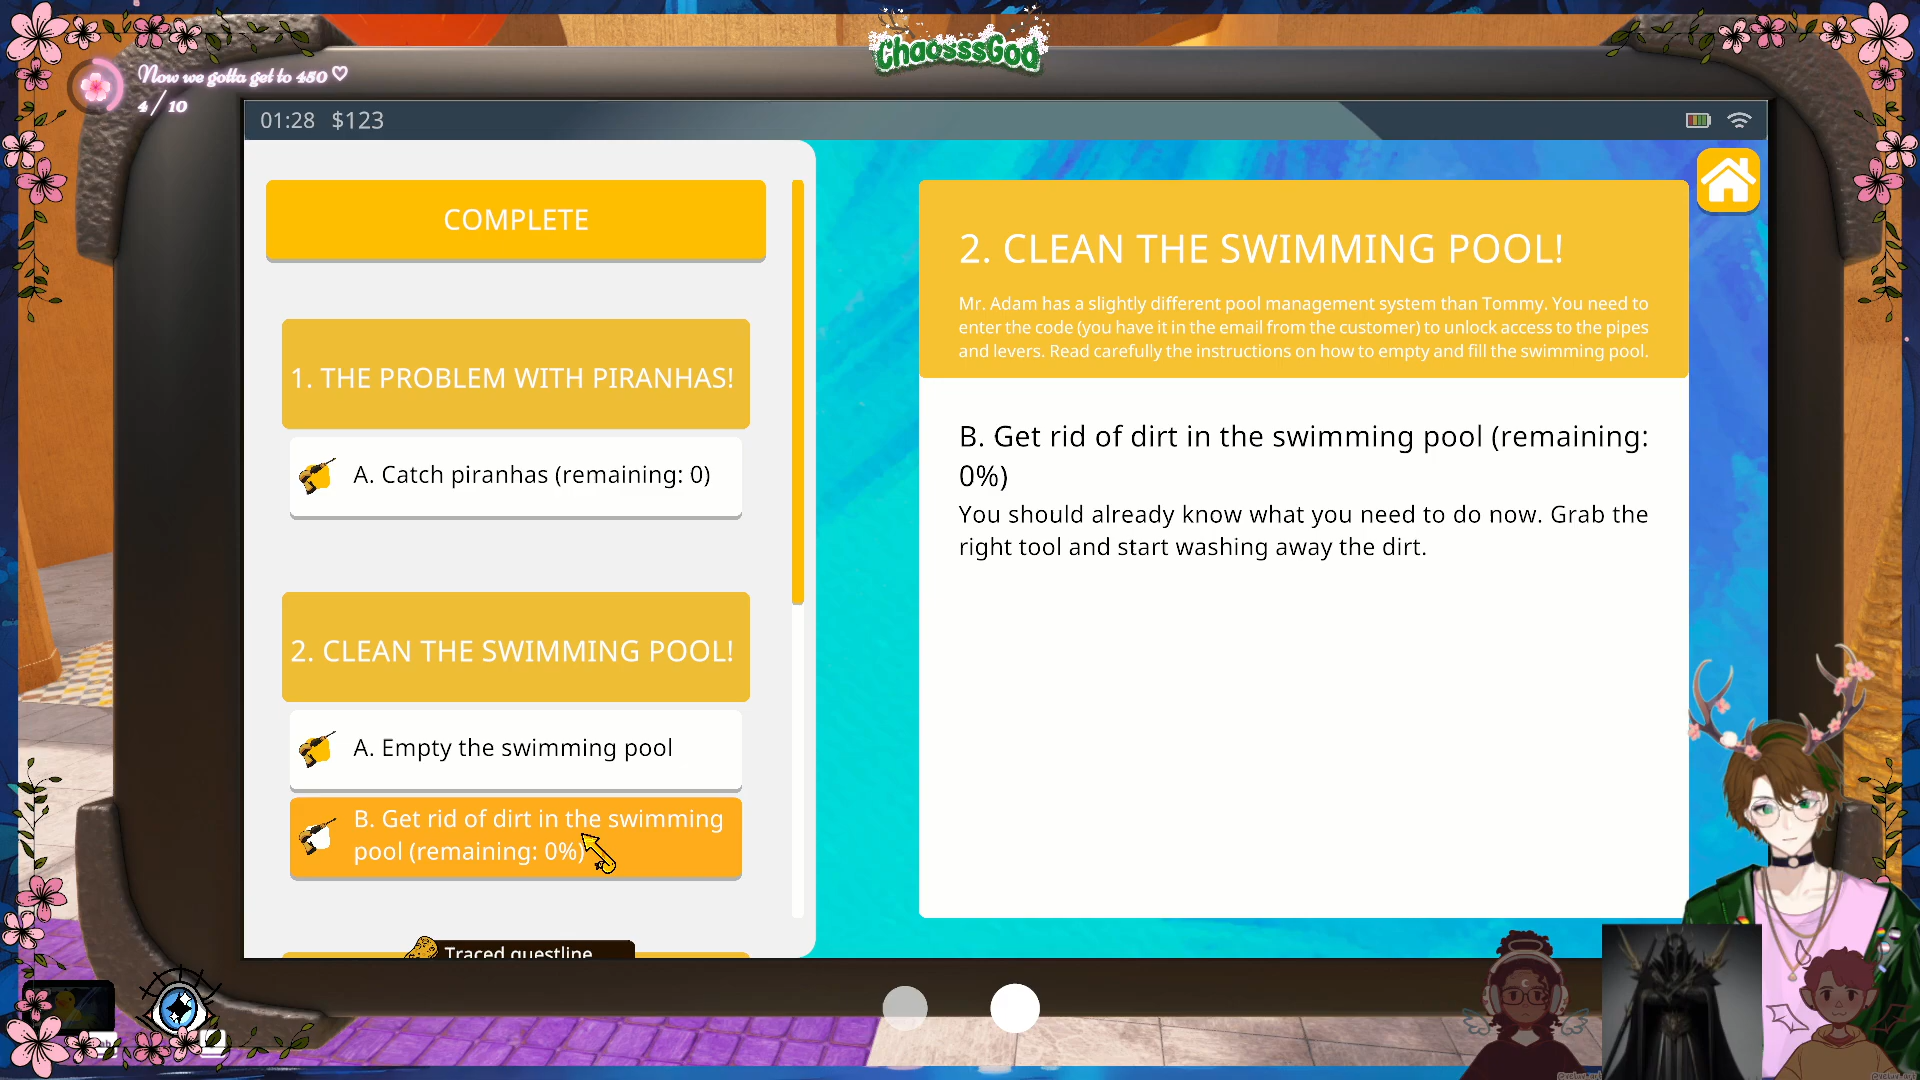 ChaosssGod
Now we gotta get to 450 ♡
4 / 10
01:28 $123
COMPLETE
1. THE PROBLEM WITH PIRANHAS!
A. Catch piranhas (remaining: 0)
2. CLEAN THE SWIMMING POOL!
A. Empty the swimming pool
B. Get rid of dirt in the swimming
pool (remaining: 0%)
Traced questline
2. CLEAN THE SWIMMING POOL!
Mr. Adam has a slightly different pool management system than Tommy. You need to
enter the code (you have it in the email from the customer) to unlock access to the pipes
and levers. Read carefully the instructions on how to empty and fill the swimming pool.
B. Get rid of dirt in the swimming pool (remaining:
0%)
You should already know what you need to do now. Grab the
right tool and start washing away the dirt.